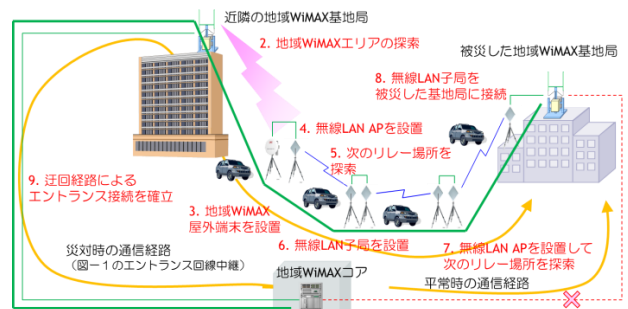 近隣の地域WiMAX基地局
2. 地域WiMAXエリアの探索
被災した地域WiMAX基地局
8. 無線LAN子局を
被災した基地局に接続
4. 無線LAN APを設置
5. 次のリレー場所を
探索
9. 迂回経路による
エントランス接続を確立
3. 地域WiMAX
屋外端末を設置
6. 無線LAN子局を設置
7. 無線LAN APを設置して
次のリレー場所を探索
災対時の通信経路
（図－１のエントランス回線中継）
地域WiMAXコア
平常時の通信経路